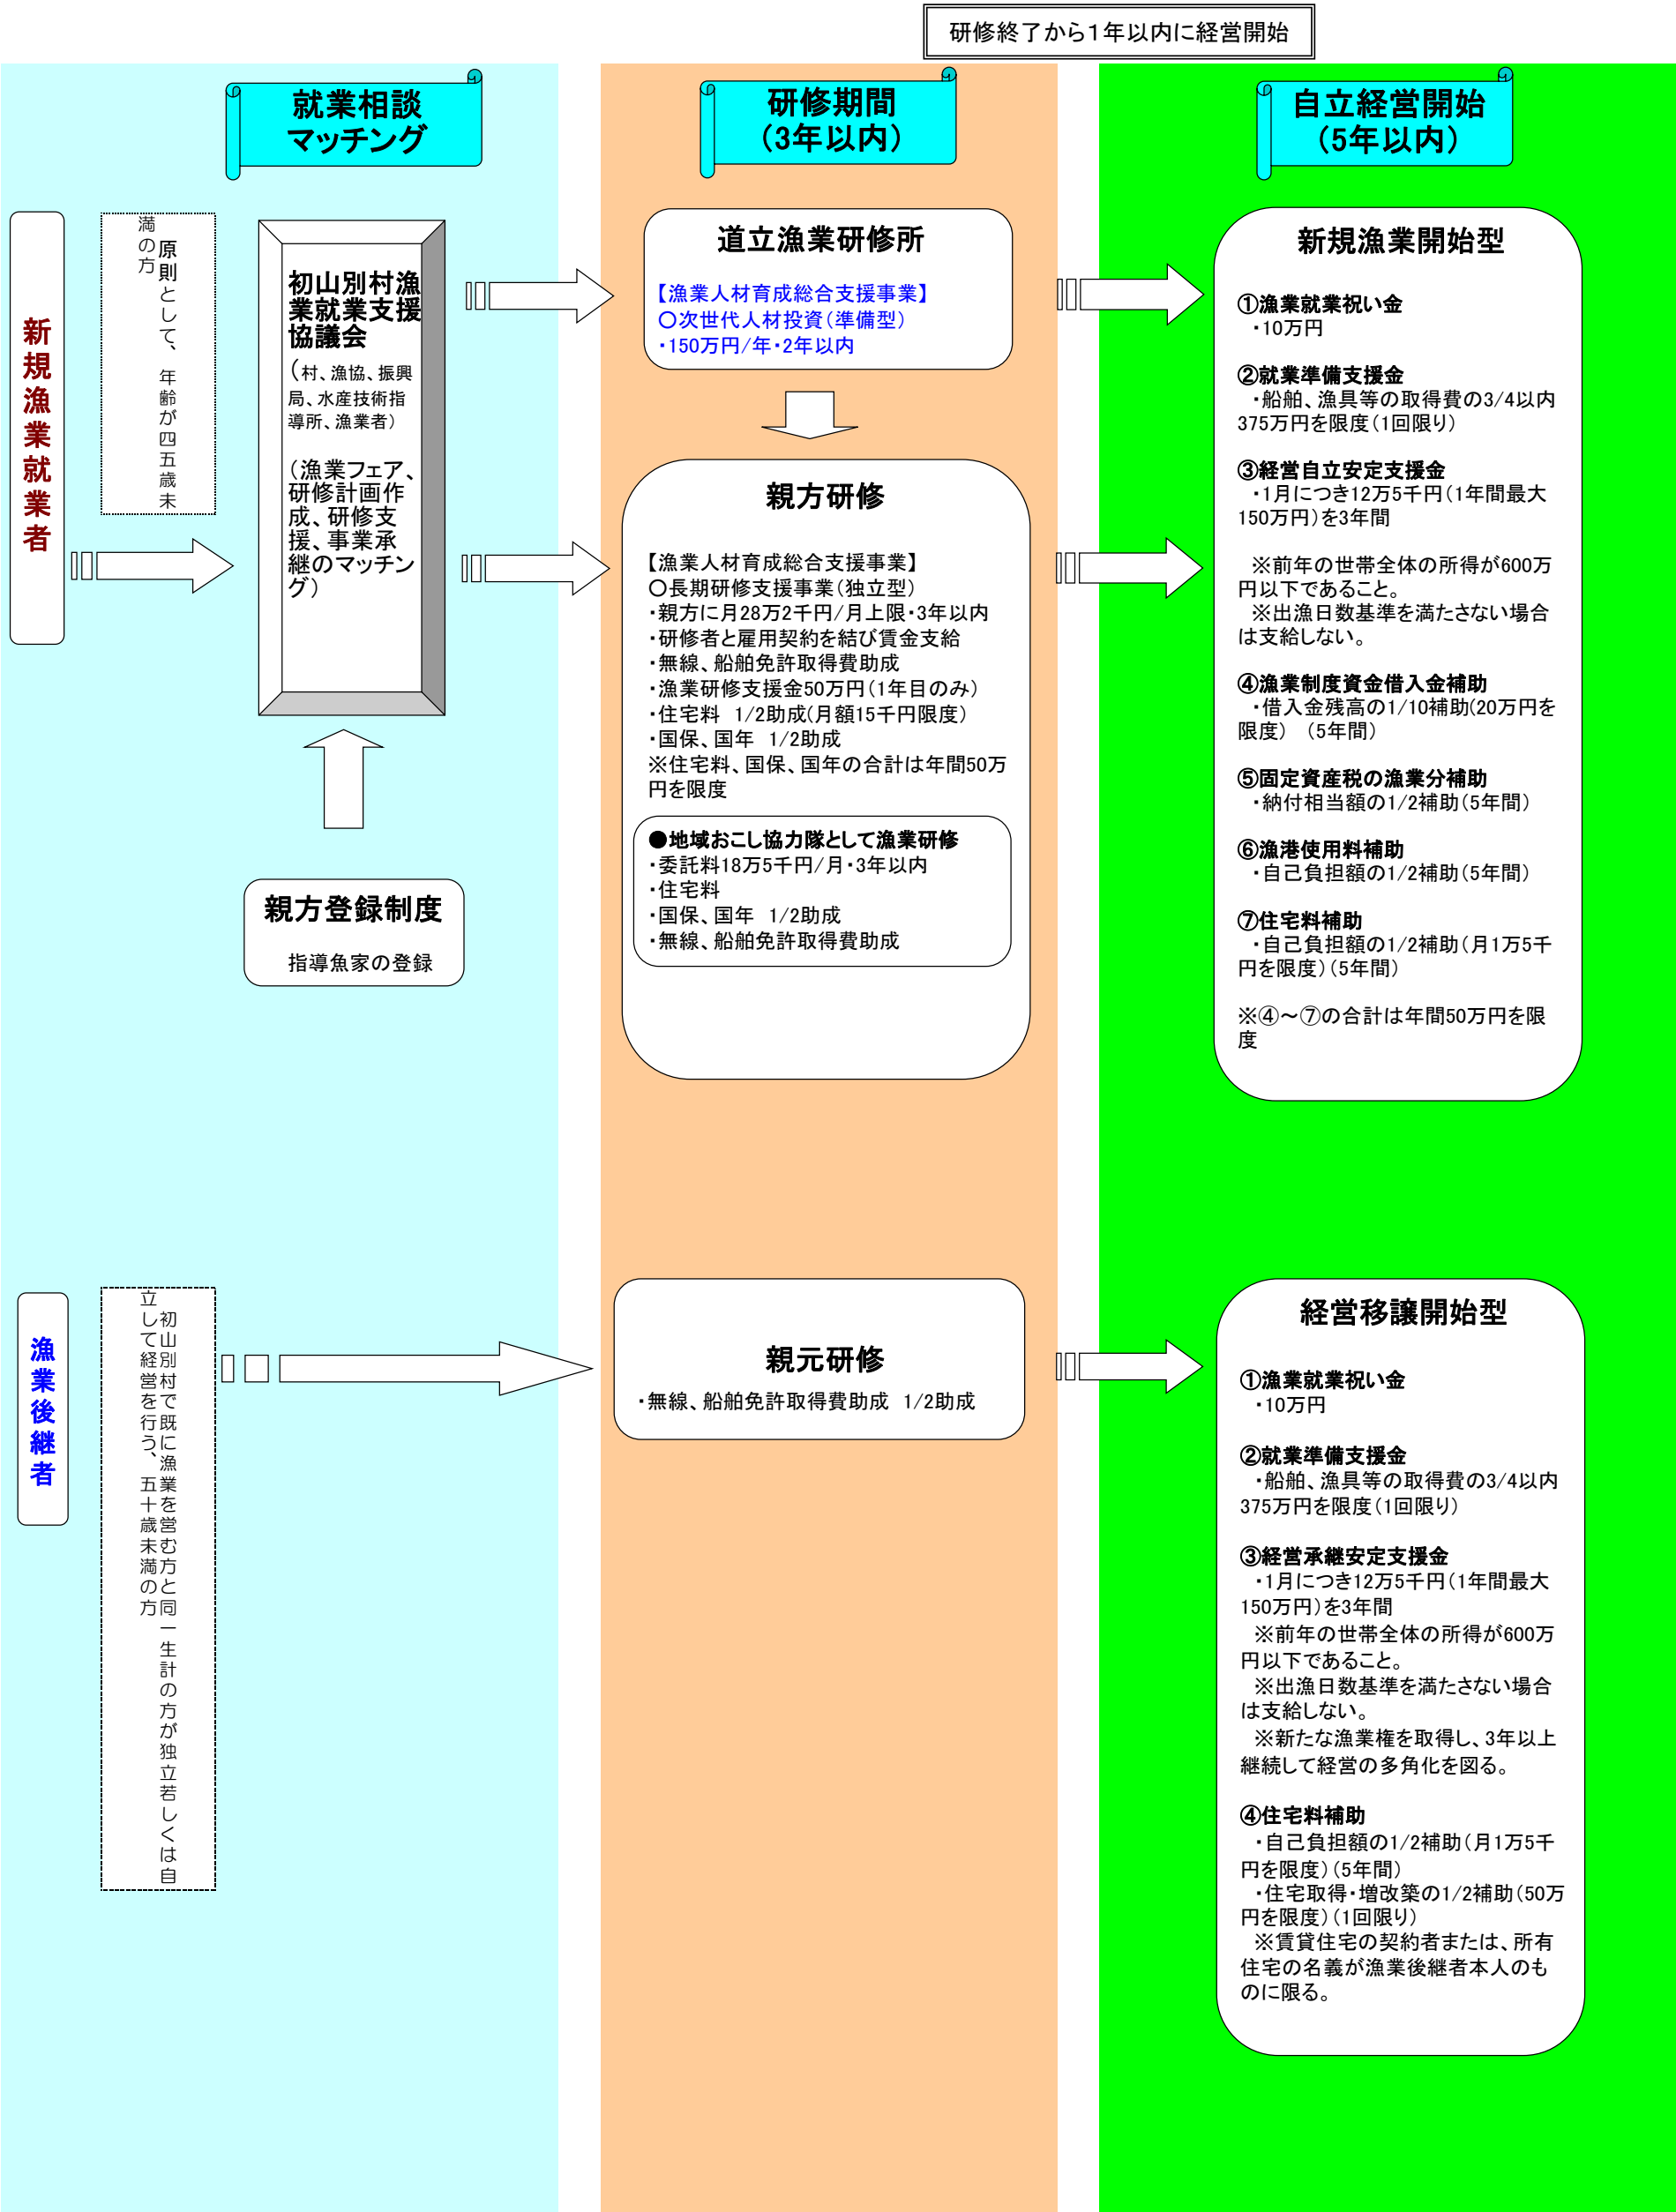 研修終了から1年以内に経営開始
就業相談
マッチング
研修期間
(3年以内)
自立経営開始
(5年以内)
新規漁業就業者
原則として、年齢が四五歳未
満の方
初山別村漁
業就業支援
協議会
(村、漁協、振興
局、水産技術指
導所、漁業者)
(漁業フェア、
研修計画作
成、研修支
援、事業承
継のマッチン
グ)
親方登録制度
指導魚家の登録
道立漁業研修所
【漁業人材育成総合支援事業】
○次世代人材投資(準備型)
・150万円/年・2年以内
親方研修
【漁業人材育成総合支援事業】
○長期研修支援事業(独立型)
・親方に月28万2千円/月上限・3年以内
・研修者と雇用契約を結び賃金支給
・無線、船舶免許取得費助成
・漁業研修支援金50万円(1年目のみ)
・住宅料 1/2助成(月額15千円限度)
・国保、国年 1/2助成
※住宅料、国保、国年の合計は年間50万
円を限度
●地域おこし協力隊として漁業研修
・委託料18万5千円/月・3年以内
・住宅料
・国保、国年 1/2助成
・無線、船舶免許取得費助成
新規漁業開始型
①漁業就業祝い金
・10万円
②就業準備支援金
・船舶、漁具等の取得費の3/4以内
375万円を限度(1回限り)
③経営自立安定支援金
・1月につき12万5千円(1年間最大
150万円)を3年間
※前年の世帯全体の所得が600万
円以下であること。
※出漁日数基準を満たさない場合
は支給しない。
④漁業制度資金借入金補助
・借入金残高の1/10補助(20万円を
限度) (5年間)
⑤固定資産税の漁業分補助
・納付相当額の1/2補助(5年間)
⑥漁港使用料補助
・自己負担額の1/2補助(5年間)
⑦住宅料補助
・自己負担額の1/2補助(月1万5千
円を限度)(5年間)
※④~⑦の合計は年間50万円を限
度
漁業後継者
初山別村で既に漁業を営む方と同一生計の方が独立若しくは自
立して経営を行う、五十歳未満の方
親元研修
・無線、船舶免許取得費助成 1/2助成
経営移譲開始型
①漁業就業祝い金
・10万円
②就業準備支援金
・船舶、漁具等の取得費の3/4以内
375万円を限度(1回限り)
③経営承継安定支援金
・1月につき12万5千円(1年間最大
150万円)を3年間
※前年の世帯全体の所得が600万
円以下であること。
※出漁日数基準を満たさない場合
は支給しない。
※新たな漁業権を取得し、3年以上
継続して経営の多角化を図る。
④住宅料補助
・自己負担額の1/2補助(月1万5千
円を限度)(5年間)
・住宅取得・増改築の1/2補助(50万
円を限度)(1回限り)
※賃貸住宅の契約者または、所有
住宅の名義が漁業後継者本人のも
のに限る。